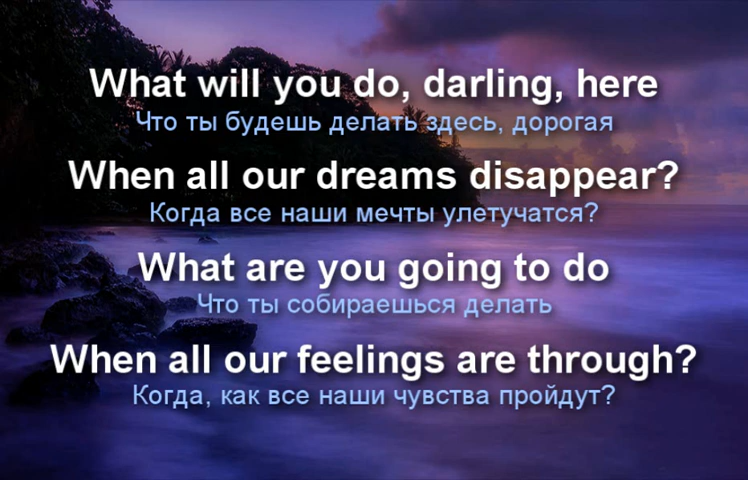 What will you do, darling, here
Что ты будешь делать здесь, дорогая
When all our dreams disappear?
Когда все наши мечты улетучатся?
What are you going to do
Что ты собираешься делать
When all our feelings are through?
Когда, как все наши чувства пройдут?